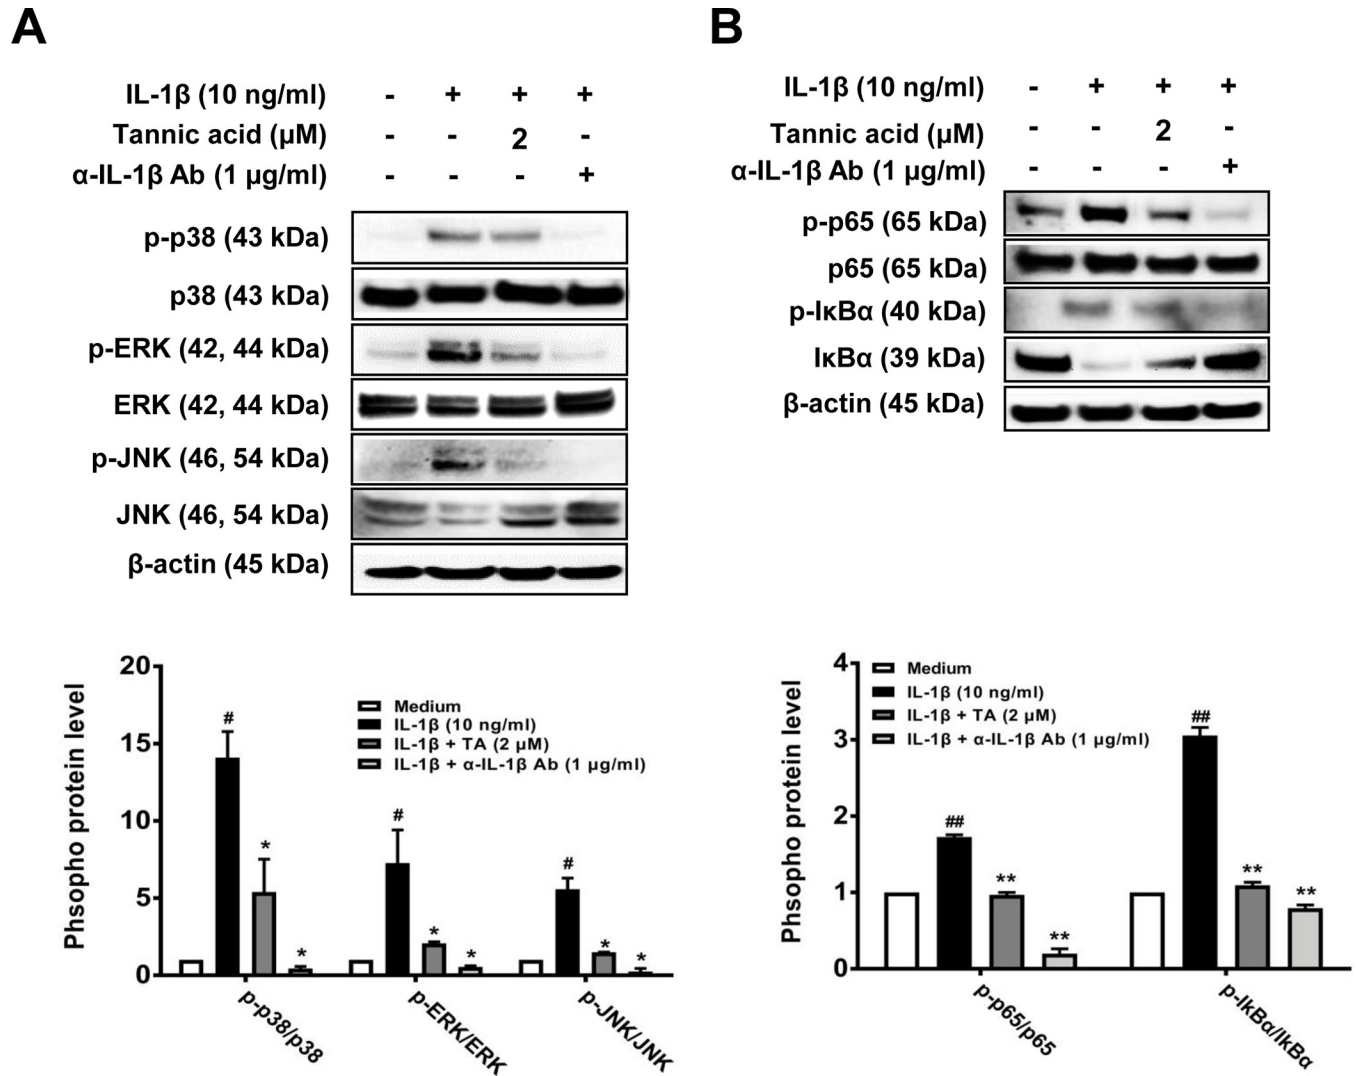 A
IL-1β (10 ng/ml) - + + +
Tannic acid (μM) - - 2 -
α-IL-1β Ab (1 μg/ml) - - - +
p-p38 (43 kDa)
p38 (43 kDa)
p-ERK (42, 44 kDa)
ERK (42, 44 kDa)
p-JNK (46, 54 kDa)
JNK (46, 54 kDa)
β-actin (45 kDa)
Phsopho protein level
20
15
10
5
0
Medium
IL-1β (10 ng/ml)
IL-1β + TA (2 μM)
IL-1β + α-IL-1β Ab (1 μg/ml)
# * *
# * *
# * *
p-p38/p38
p-ERK/ERK
p-JNK/JNK
B
IL-1β (10 ng/ml) - + + +
Tannic acid (μM) - - 2 -
α-IL-1β Ab (1 μg/ml) - - - +
p-p65 (65 kDa)
p65 (65 kDa)
p-IκBα (40 kDa)
IκBα (39 kDa)
β-actin (45 kDa)
Phsopho protein level
4
3
2
1
0
Medium
IL-1β (10 ng/ml)
IL-1β + TA (2 μM)
IL-1β + α-IL-1β Ab (1 μg/ml)
## ** **
## ** **
p-p65/p65
p-IkBα/IkBα